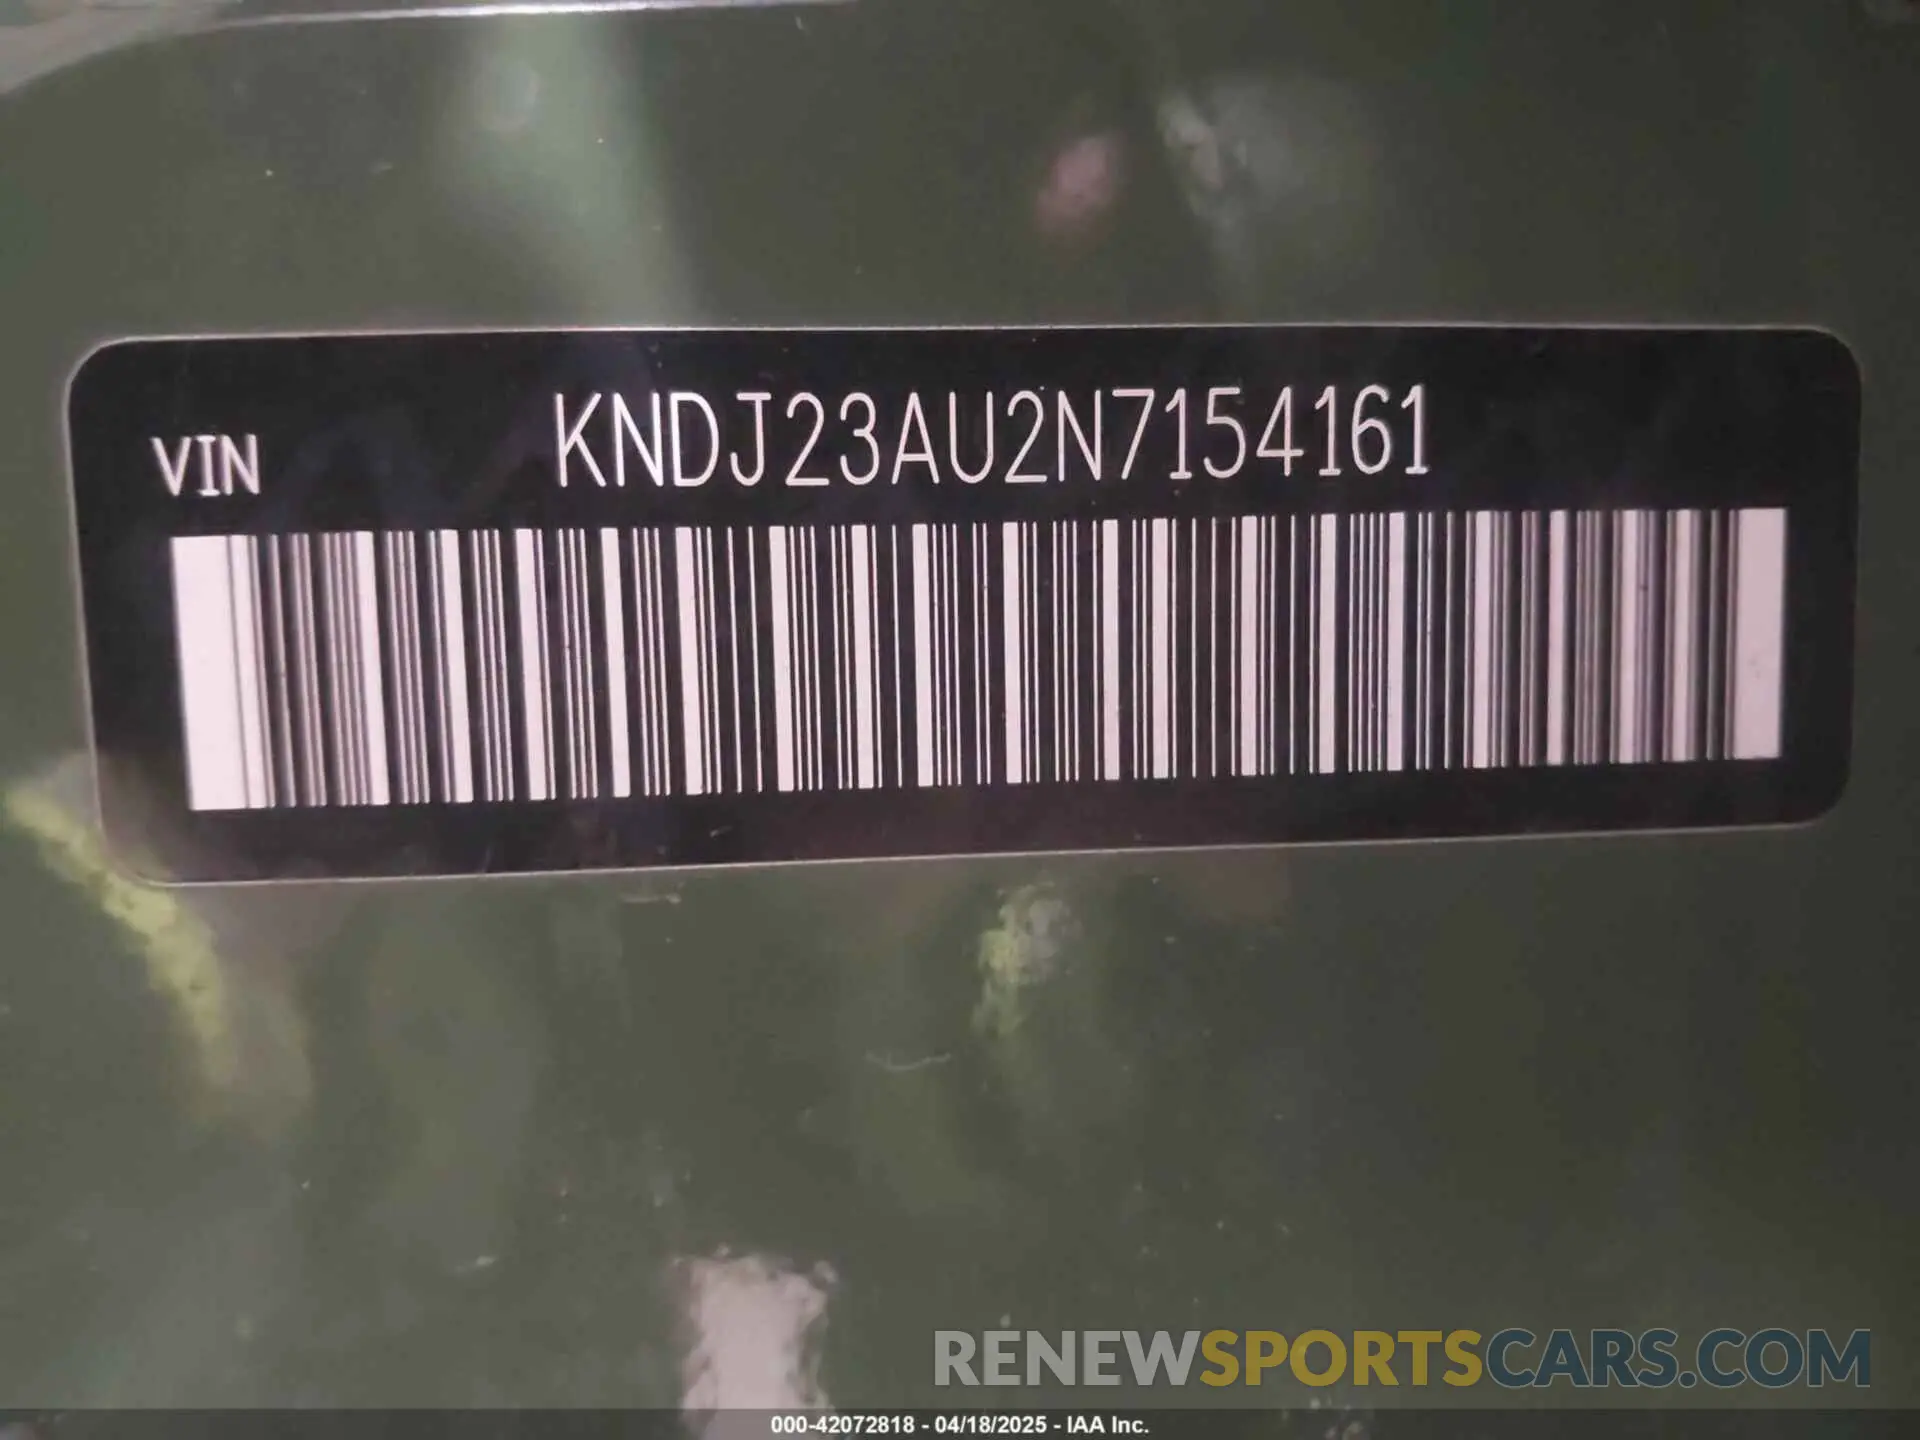 VIN KNDJ23AU2N7154161
RENEWSPORTSCARS.COM
000-42072818 - 04/18/2025 - IAA Inc.